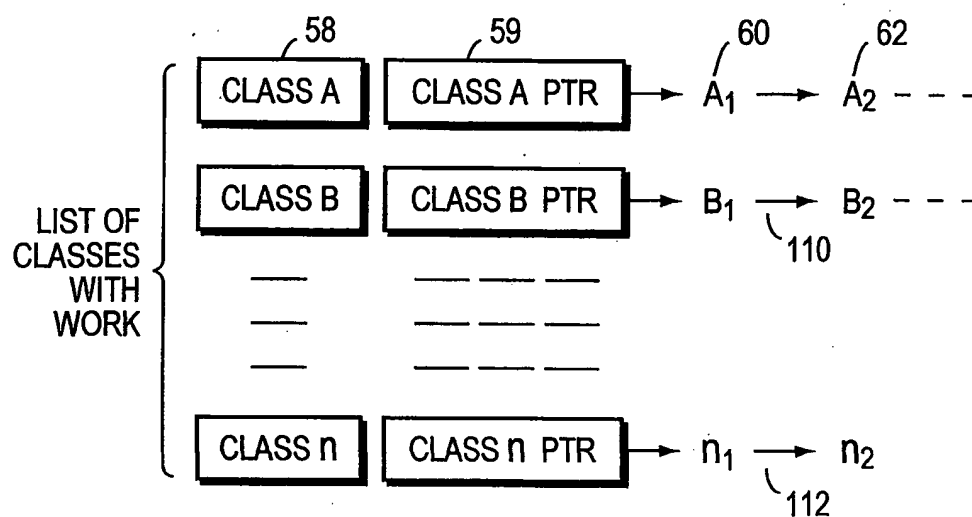 58 59 60 62
CLASS A CLASS A PTR A₁ A₂
CLASS B CLASS B PTR B₁ B₂
110
LIST OF
CLASSES
WITH
WORK
CLASS n CLASS n PTR n₁ n₂
112